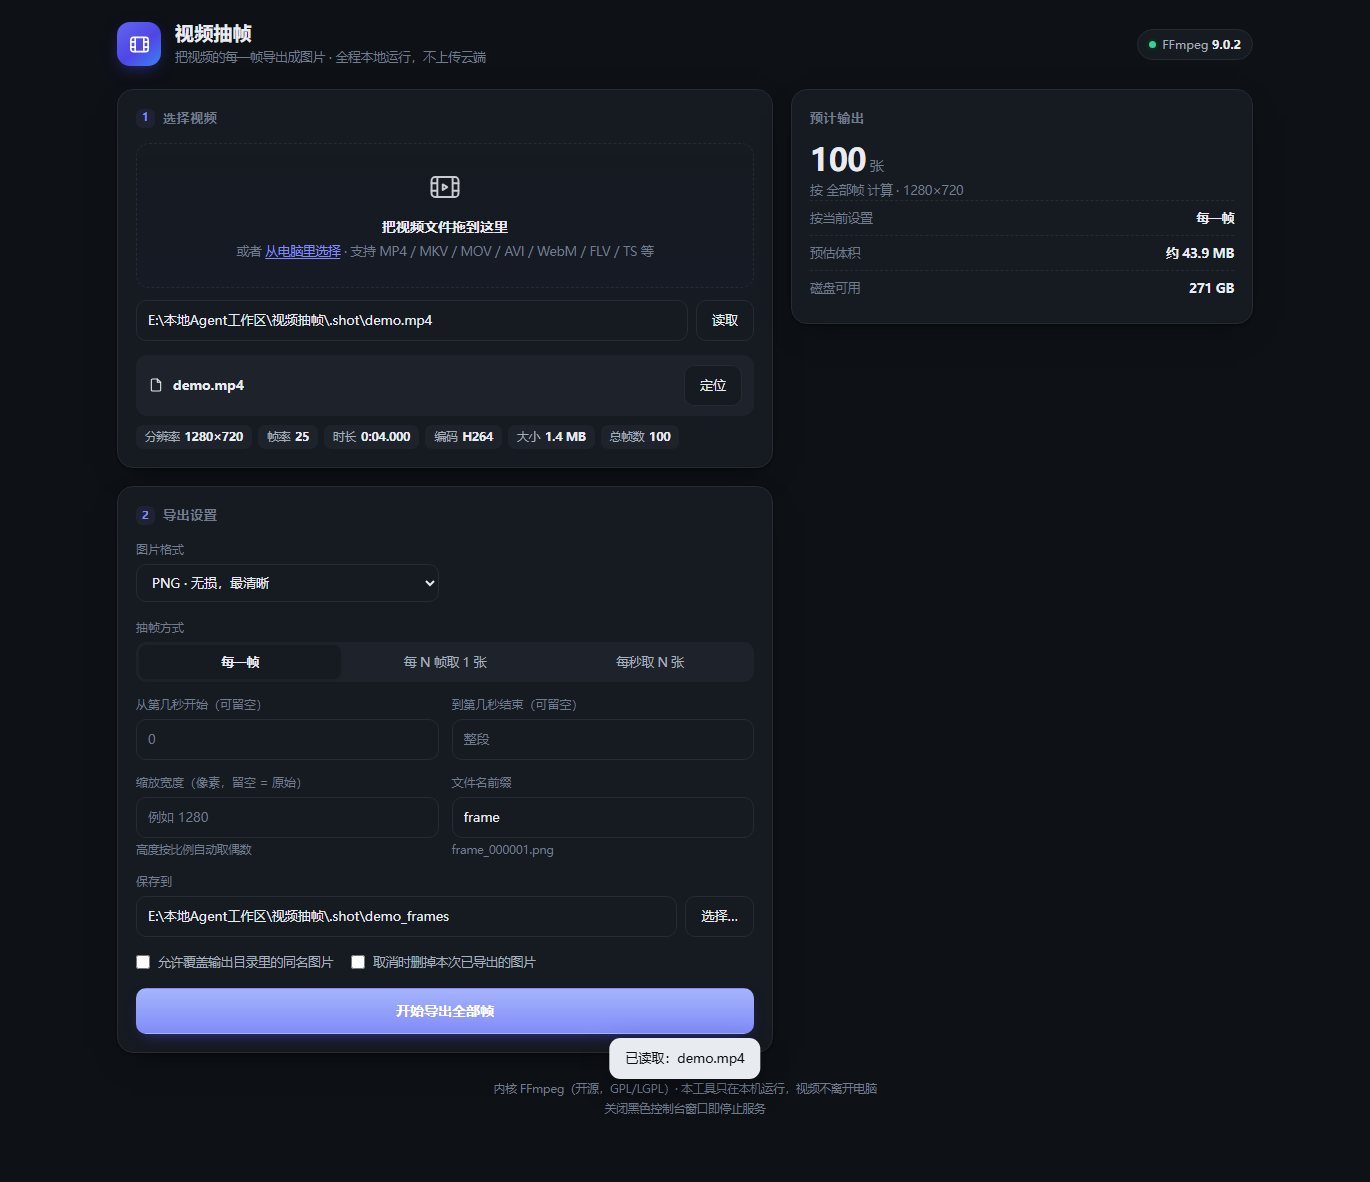 视频抽帧
把视频的每一帧导出成图片 · 全程本地运行，不上传云端
FFmpeg 9.0.2
1 选择视频
把视频文件拖到这里
或者 从电脑里选择 · 支持 MP4 / MKV / MOV / AVI / WebM / FLV / TS 等
E:\本地Agent工作区\视频抽帧\.shot\demo.mp4
读取
demo.mp4
定位
分辨率 1280×720
帧率 25
时长 0:04.000
编码 H264
大小 1.4 MB
总帧数 100
2 导出设置
图片格式
PNG · 无损，最清晰
抽帧方式
每一帧
每 N 帧取 1 张
每秒取 N 张
从第几秒开始（可留空）
到第几秒结束（可留空）
0
整段
缩放宽度（像素，留空 = 原始）
文件名前缀
例如 1280
frame
高度按比例自动取偶数
frame_000001.png
保存到
E:\本地Agent工作区\视频抽帧\.shot\demo_frames
选择...
允许覆盖输出目录里的同名图片
取消时删掉本次已导出的图片
开始导出全部帧
预计输出
100 张
按 全部帧 计算 · 1280×720
按当前设置
每一帧
预估体积
约 43.9 MB
磁盘可用
271 GB
已读取：demo.mp4
内核 FFmpeg（开源，GPL/LGPL）· 本工具只在本机运行，视频不离开电脑
关闭黑色控制台窗口即停止服务